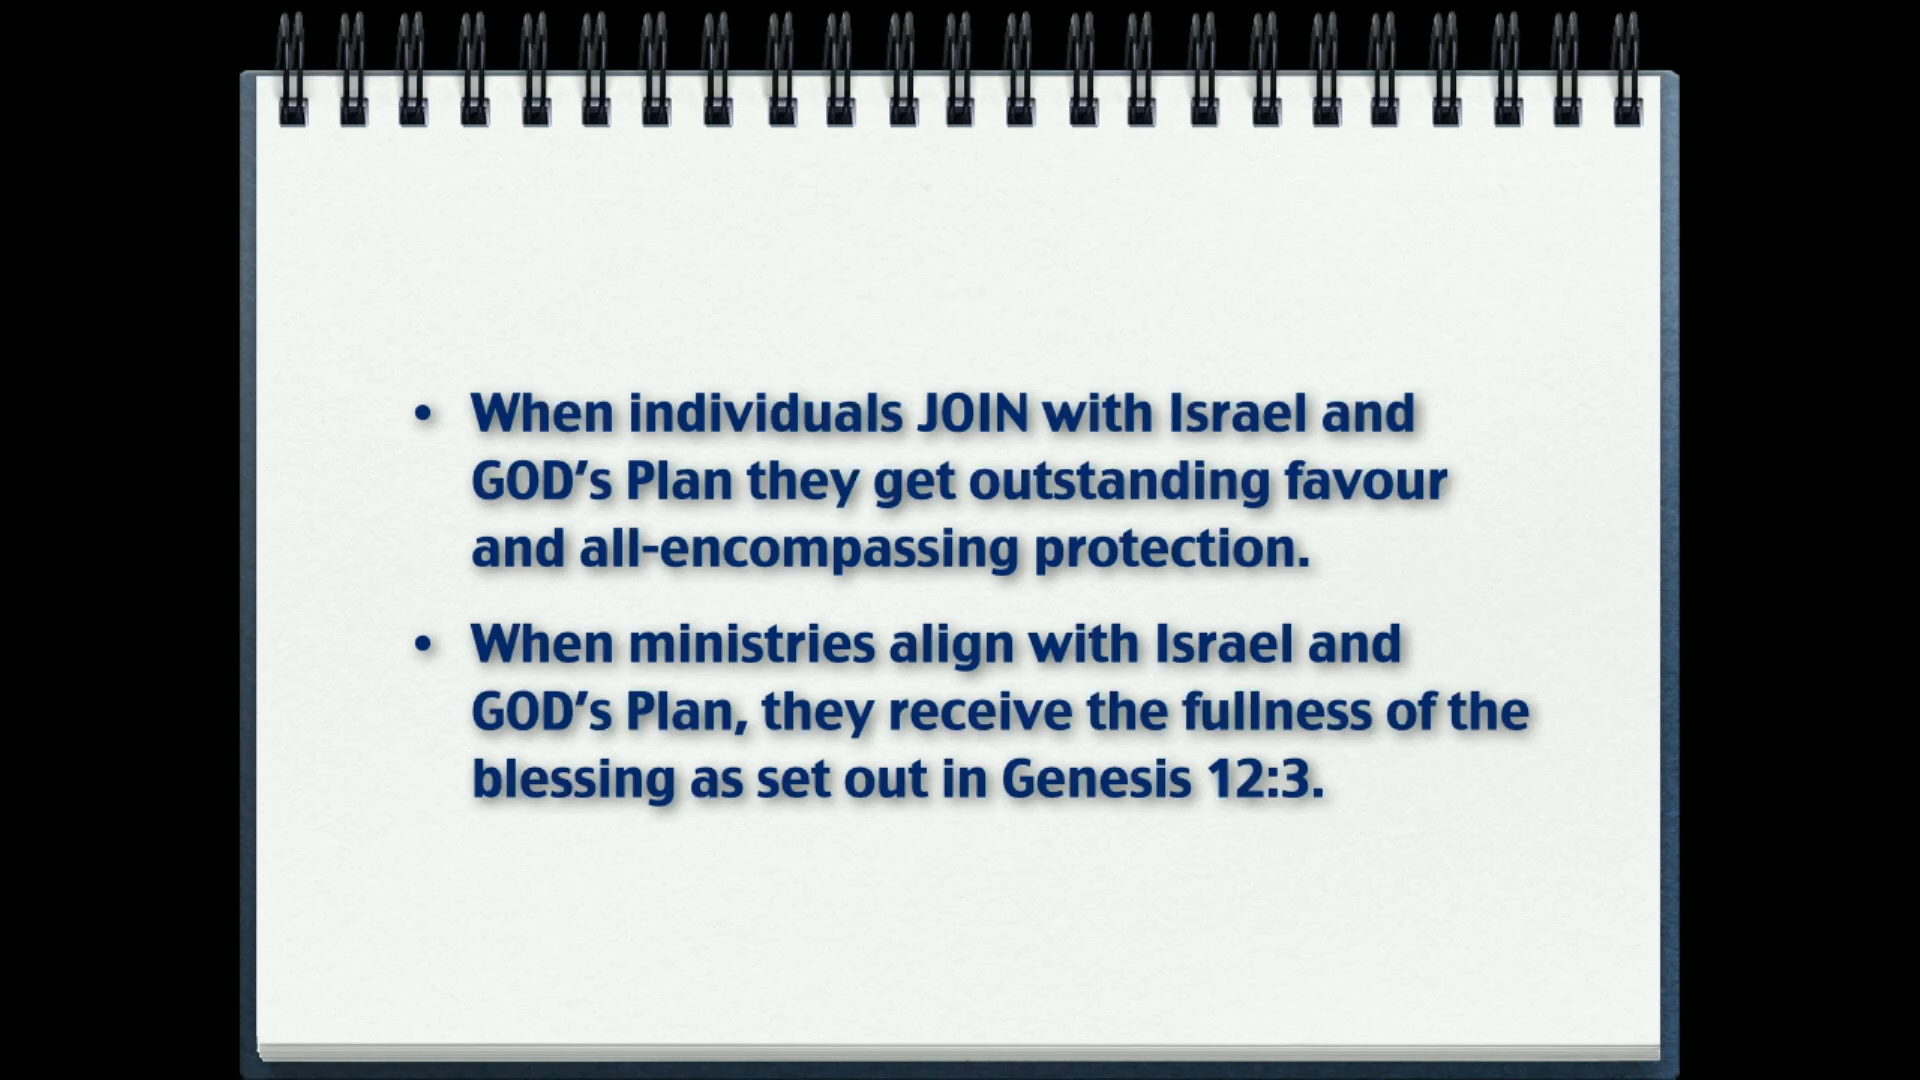 • When individuals JOIN with Israel and
GOD's Plan they get outstanding favour
and all-encompassing protection.
• When ministries align with Israel and
GOD's Plan, they receive the fullness of the
blessing as set out in Genesis 12:3.